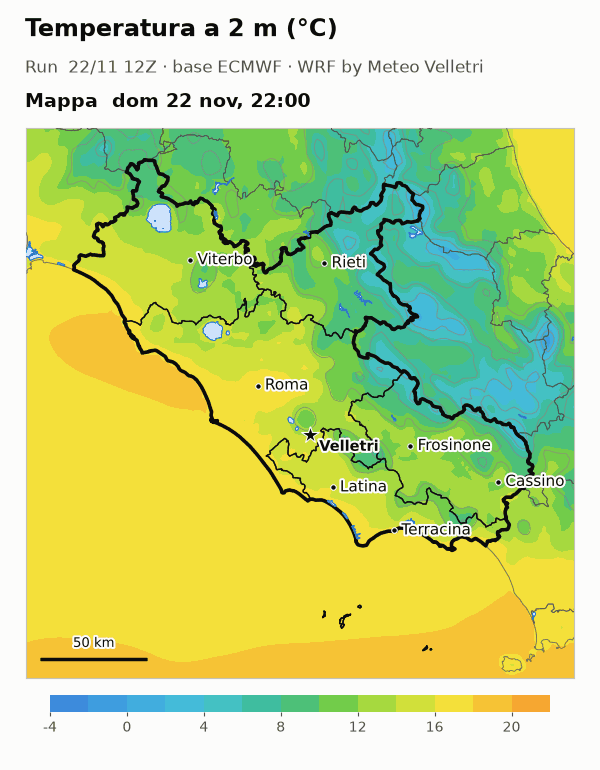 Temperatura a 2 m (°C)
Run  22/11 12Z · base ECMWF · WRF by Meteo Velletri
Mappa  dom 22 nov, 22:00
Viterbo
Rieti
Roma
Velletri
Frosinone
Cassino
Latina
Terracina
50 km
-4 0 4 8 12 16 20